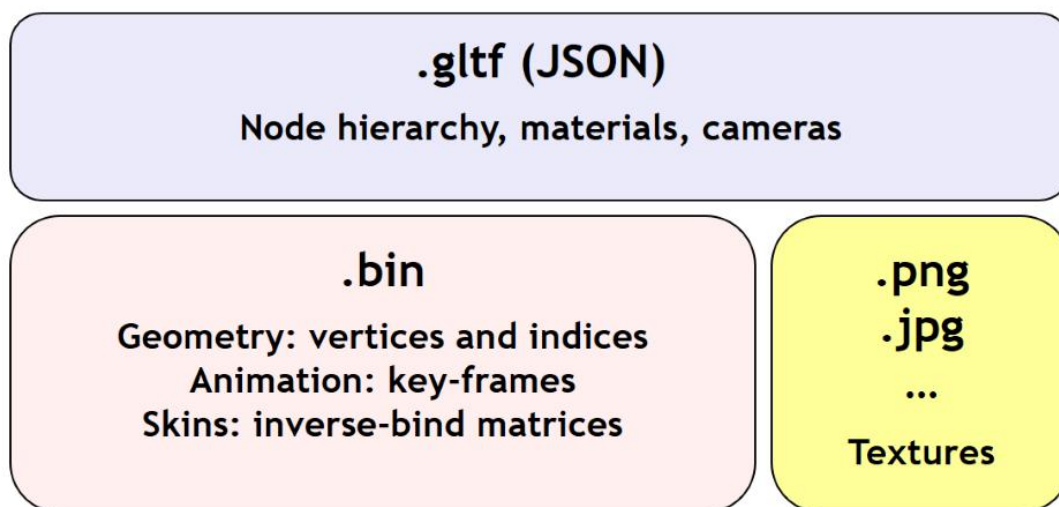 .gltf (JSON)
Node hierarchy, materials, cameras
.bin
Geometry: vertices and indices
Animation: key-frames
Skins: inverse-bind matrices
.png
.jpg
...
Textures